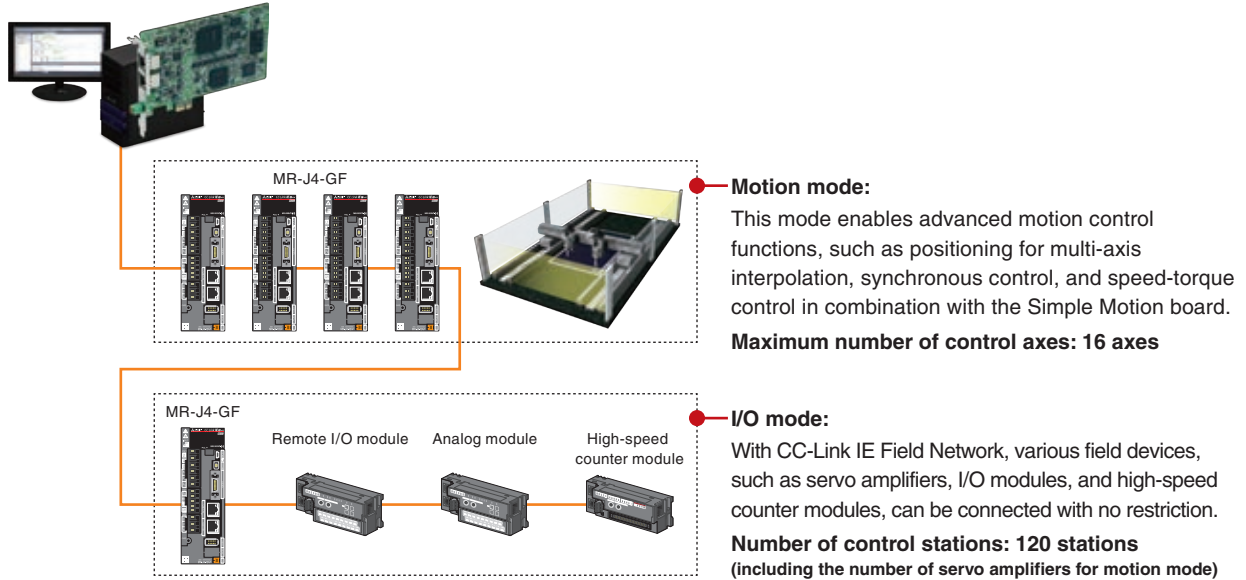 MR-J4-GF
Motion mode:
This mode enables advanced motion control
functions, such as positioning for multi-axis
interpolation, synchronous control, and speed-torque
control in combination with the Simple Motion board.
Maximum number of control axes: 16 axes
MR-J4-GF
Remote I/O module
Analog module
High-speed
counter module
I/O mode:
With CC-Link IE Field Network, various field devices,
such as servo amplifiers, I/O modules, and high-speed
counter modules, can be connected with no restriction.
Number of control stations: 120 stations
(including the number of servo amplifiers for motion mode)